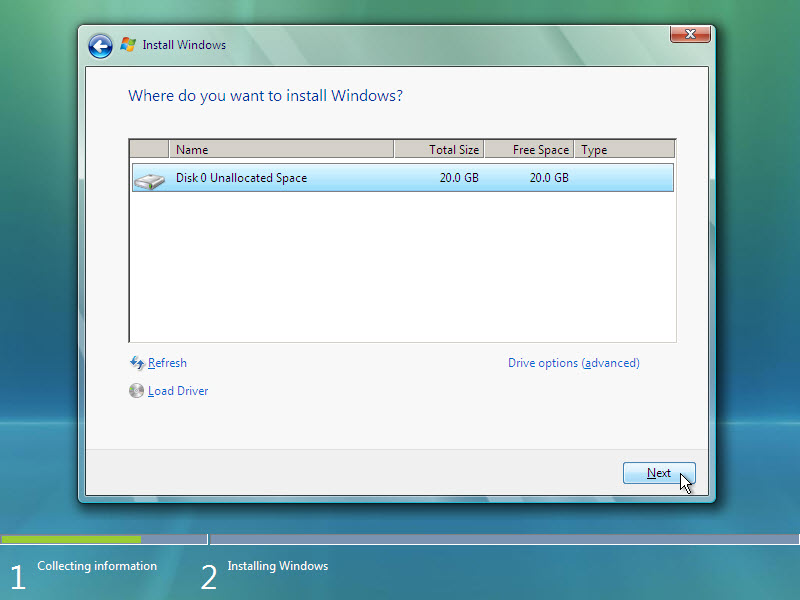 Install Windows
Where do you want to install Windows?
Name Total Size Free Space Type
Disk 0 Unallocated Space 20.0 GB 20.0 GB
Refresh Drive options (advanced)
Load Driver
Next
1 Collecting information 2 Installing Windows